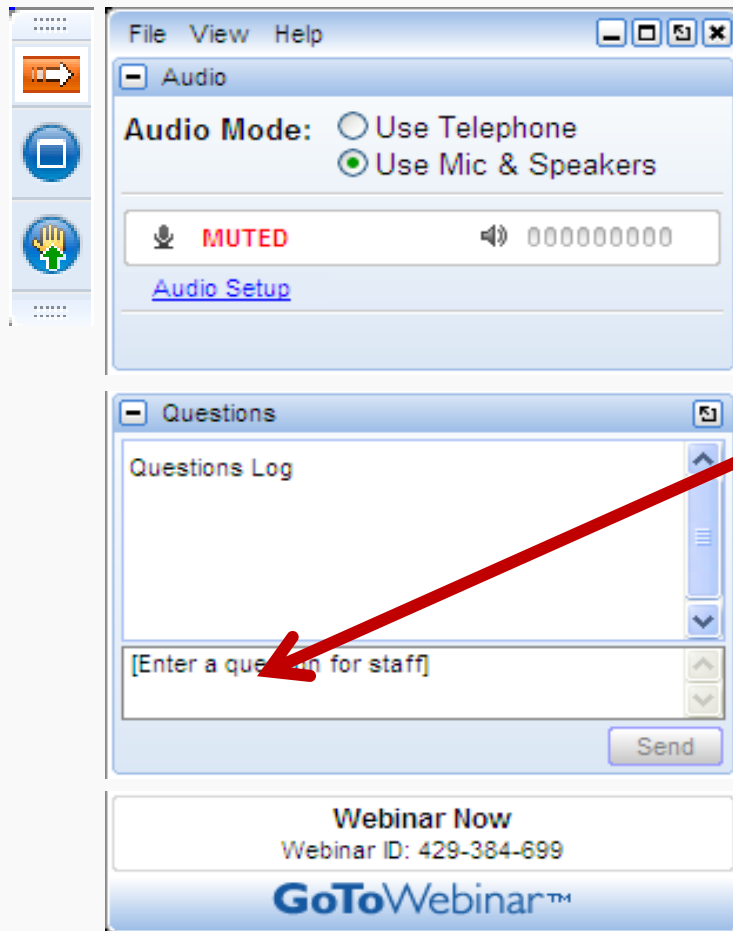 File View Help
Audio
Audio Mode: Use Telephone
Use Mic & Speakers
MUTED 000000000
Audio Setup
Questions
Questions Log
[Enter a question for staff]
Send
Webinar Now
Webinar ID: 429-384-699
GoToWebinar™